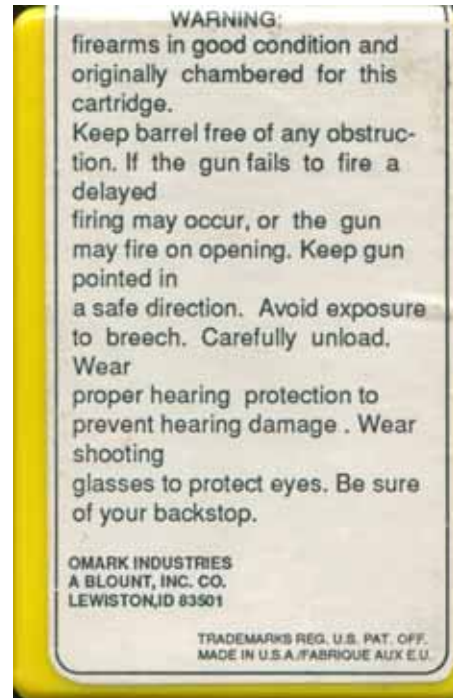 WARNING:
firearms in good condition and
originally chambered for this
cartridge.
Keep barrel free of any obstruc-
tion. If the gun fails to fire a
delayed
firing may occur, or the gun
may fire on opening. Keep gun
pointed in
a safe direction. Avoid exposure
to breech. Carefully unload.
Wear
proper hearing protection to
prevent hearing damage . Wear
shooting
glasses to protect eyes. Be sure
of your backstop.
OMARK INDUSTRIES
A BLOUNT, INC. CO.
LEWISTON,ID 83501
TRADEMARKS REG. U.S. PAT. OFF.
MADE IN U.S.A./FABRIQUE AUX E.U.